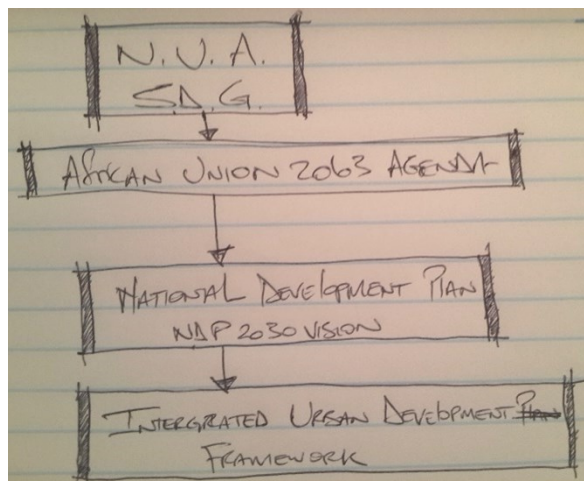 N.U.A.
S.D.G.
AFRICAN UNION 2063 AGENDA
NATIONAL DEVELOPMENT PLAN
NDP 2030 VISION
INTERGRATED URBAN DEVELOPMENT Plan
FRAMEWORK